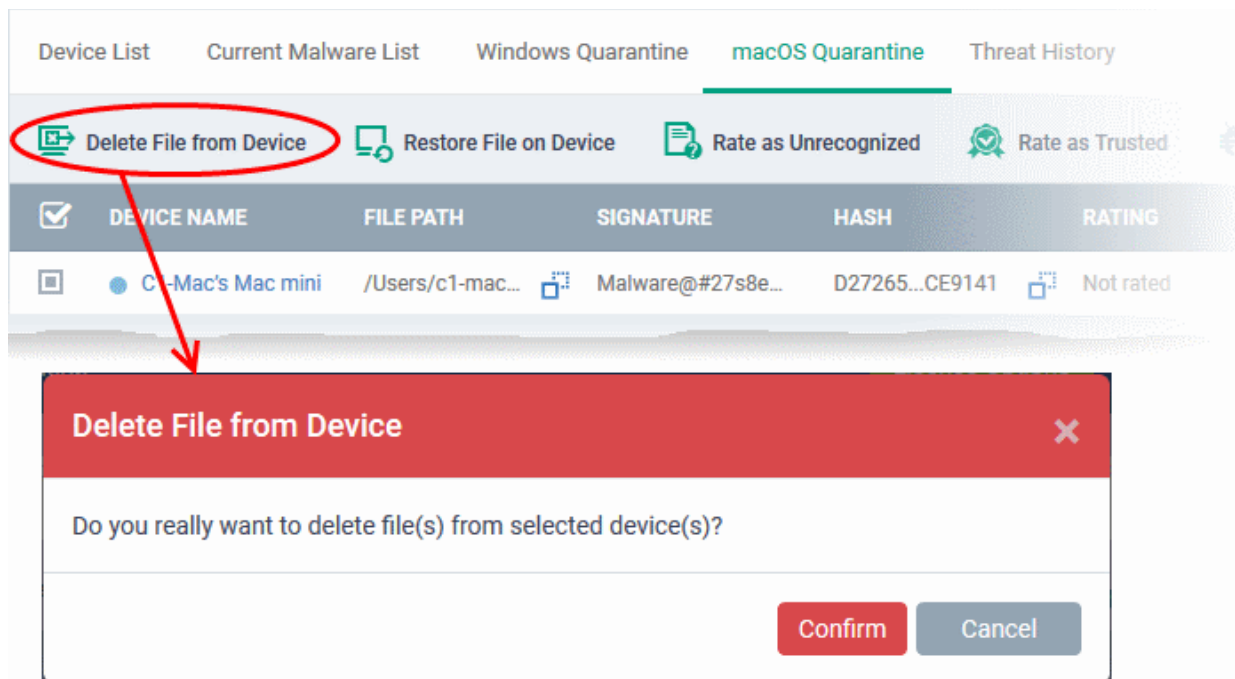 Device List Current Malware List Windows Quarantine macOS Quarantine Threat History
Delete File from Device Restore File on Device Rate as Unrecognized Rate as Trusted
DEVICE NAME FILE PATH SIGNATURE HASH RATING
C1-Mac's Mac mini /Users/c1-mac... Malware@#27s8e... D27265...CE9141 Not rated
Delete File from Device
Do you really want to delete file(s) from selected device(s)?
Confirm Cancel